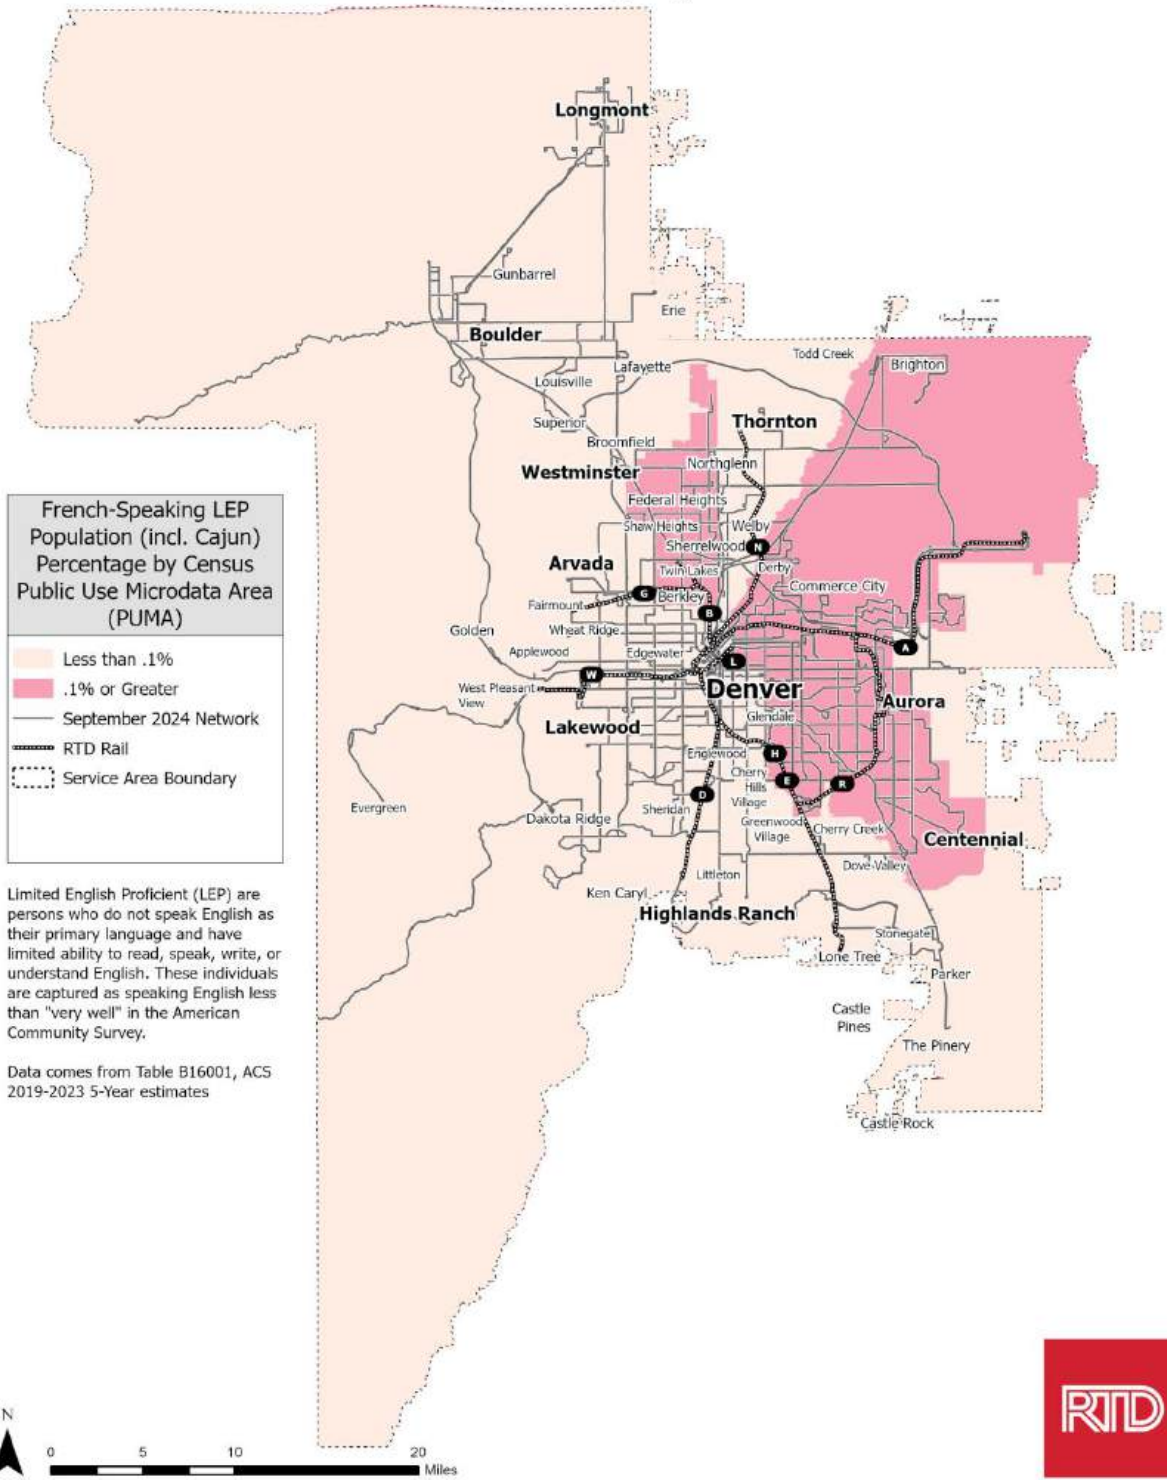 Longmont
Gunbarrel
Erie
Boulder
Todd Creek
Brighton
Lafayette
Louisville
Superior
Thornton
Broomfield
Northglenn
Westminster
Federal Heights
Shaw Heights
Welby
Sherrelwood
N
Arvada
Twin Lakes
Derby
Commerce City
G
Berkley
Fairmount
B
Golden
Wheat Ridge
Applewood
Edgewater
A
L
W
West Pleasant
View
Denver
Aurora
Lakewood
Glendale
Englewood
H
Cherry
Hills
Village
E
R
D
Evergreen
Sheridan
Dakota Ridge
Greenwood
Village
Cherry Creek
Centennial
Dove Valley
Littleton
Ken Caryl
Highlands Ranch
Stonegate
Lone Tree
Parker
Castle
Pines
The Pinery
Castle Rock
French-Speaking LEP
Population (incl. Cajun)
Percentage by Census
Public Use Microdata Area
(PUMA)
Less than .1%
.1% or Greater
September 2024 Network
RTD Rail
Service Area Boundary
Limited English Proficient (LEP) are
persons who do not speak English as
their primary language and have
limited ability to read, speak, write, or
understand English. These individuals
are captured as speaking English less
than "very well" in the American
Community Survey.
Data comes from Table B16001, ACS
2019-2023 5-Year estimates
N
0 5 10 20
Miles
RTD